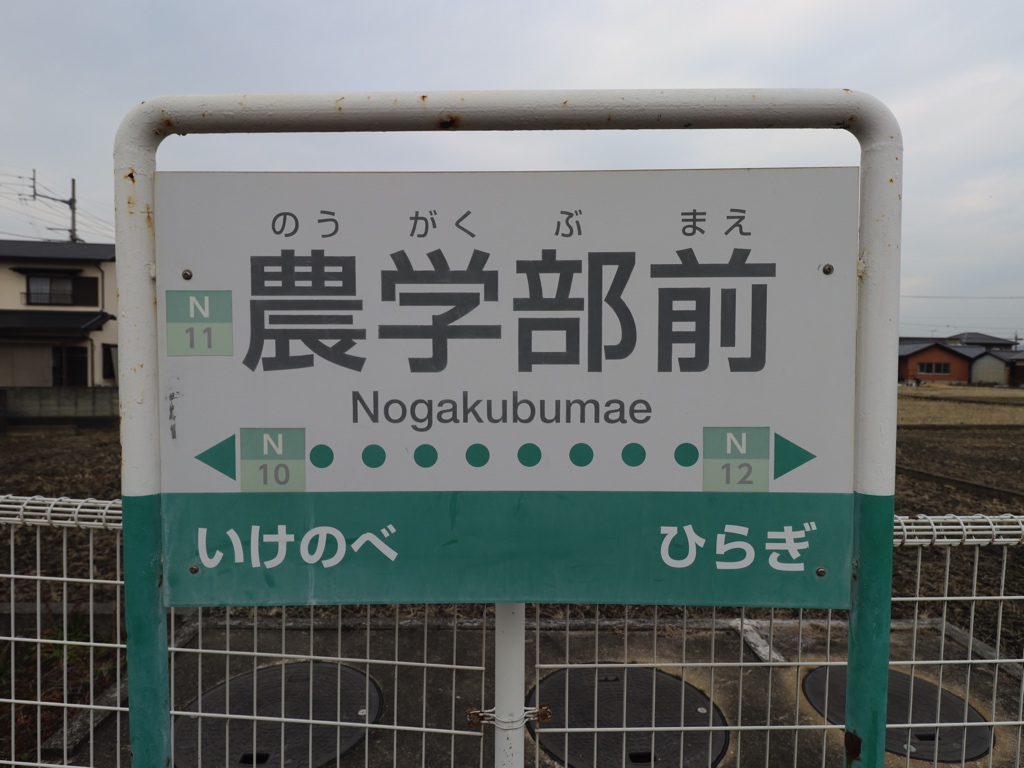 のう がく ぶ まえ
N
11
農学部前
Nogakubumae
N
10
N
12
いけのべ ひらぎ